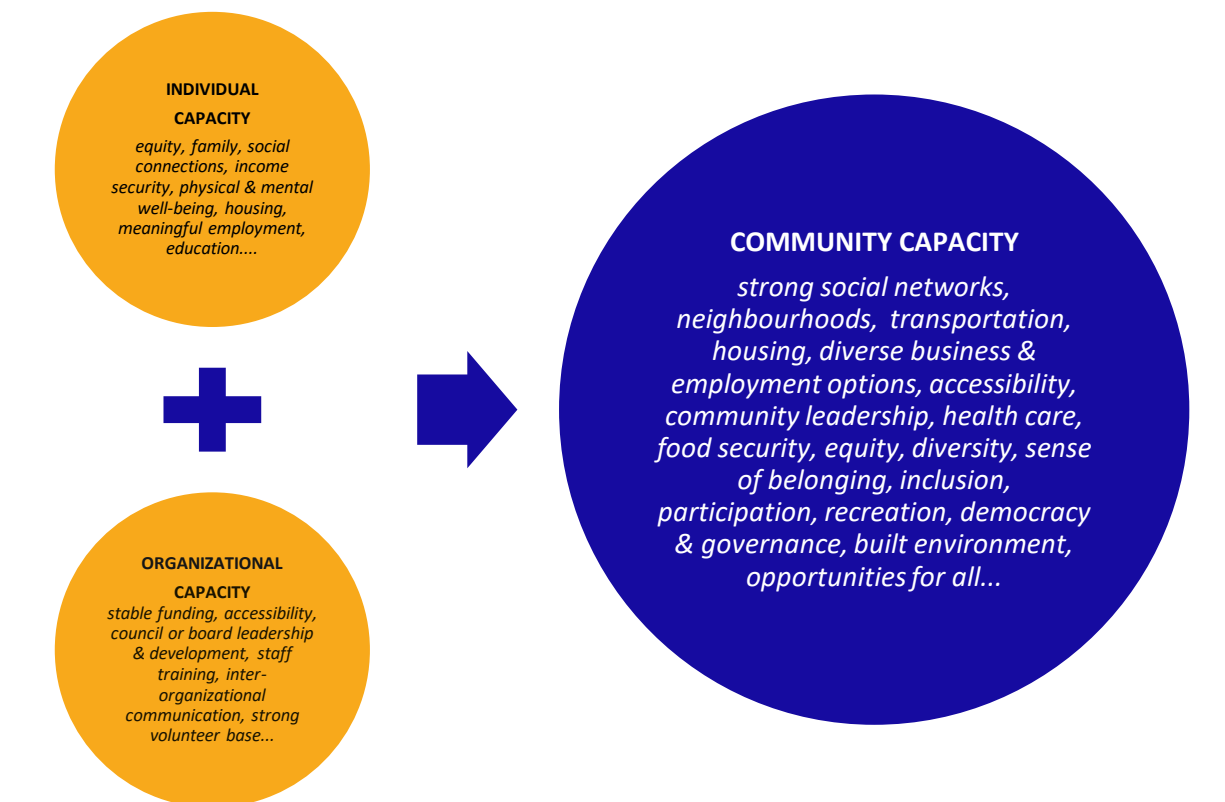 INDIVIDUAL
CAPACITY
equity, family, social
connections, income
security, physical & mental
well-being, housing,
meaningful employment,
education....
ORGANIZATIONAL
CAPACITY
stable funding, accessibility,
council or board leadership
& development, staff
training, inter-
organizational
communication, strong
volunteer base...
COMMUNITY CAPACITY
strong social networks,
neighbourhoods, transportation,
housing, diverse business &
employment options, accessibility,
community leadership, health care,
food security, equity, diversity, sense
of belonging, inclusion,
participation, recreation, democracy
& governance, built environment,
opportunities for all...